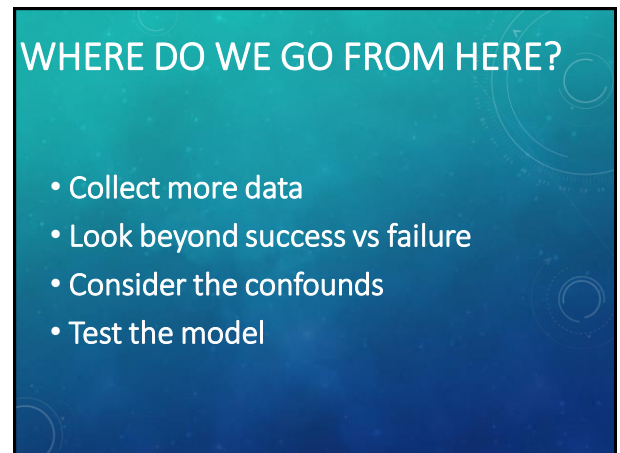 WHERE DO WE GO FROM HERE?
• Collect more data
• Look beyond success vs failure
• Consider the confounds
• Test the model